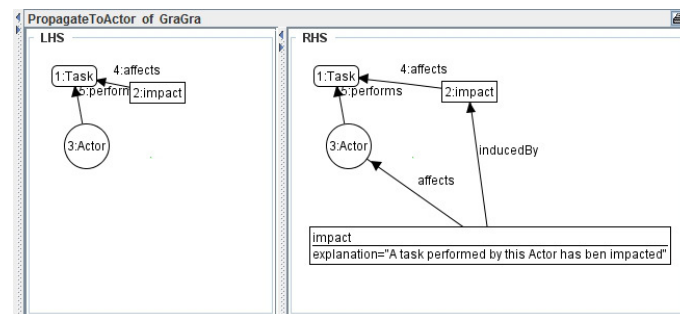 PropagateToActor of GraGra
LHS
1:Task
4:affects
5:performs
2:impact
3:Actor
RHS
1:Task
4:affects
5:performs
2:impact
3:Actor
inducedBy
affects
impact
explanation="A task performed by this Actor has ben impacted"